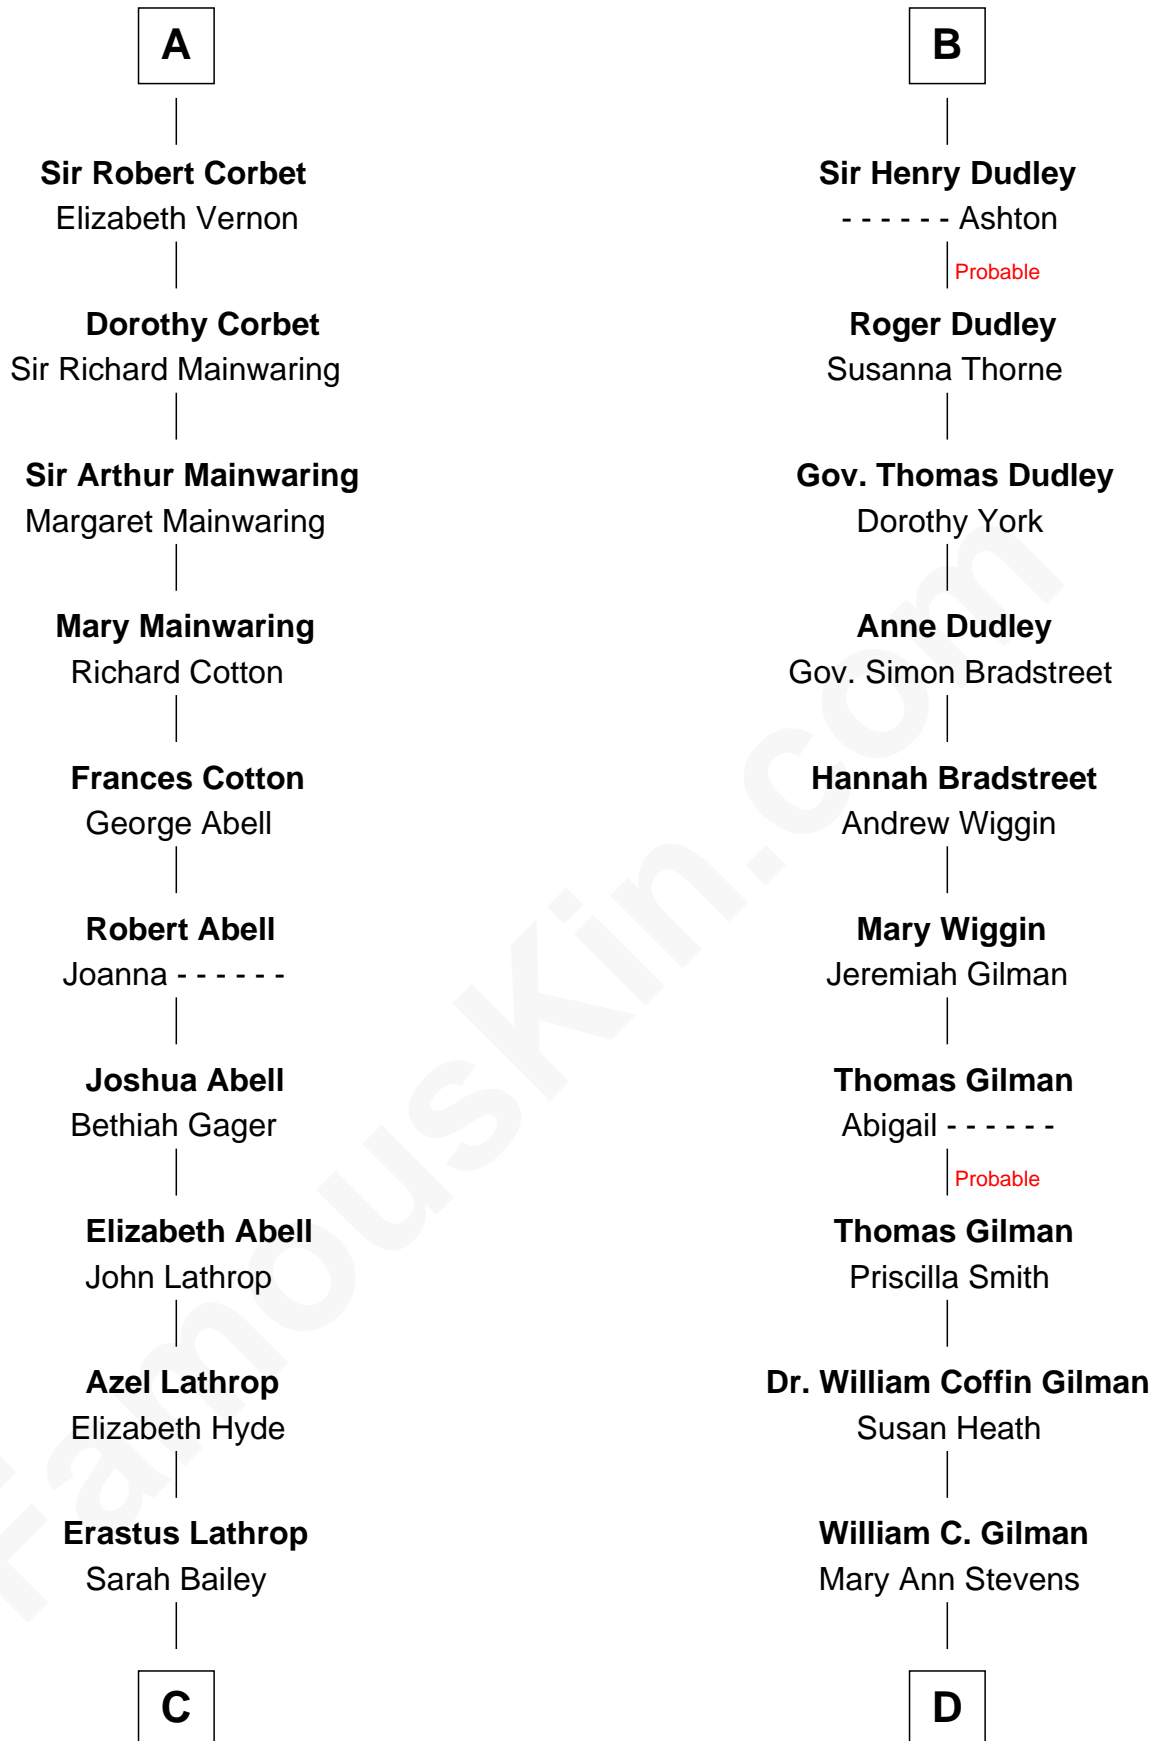 A
Sir Robert Corbet
Elizabeth Vernon
Dorothy Corbet
Sir Richard Mainwaring
Sir Arthur Mainwaring
Margaret Mainwaring
Mary Mainwaring
Richard Cotton
Frances Cotton
George Abell
Robert Abell
Joanna - - - - - -
Joshua Abell
Bethiah Gager
Elizabeth Abell
John Lathrop
Azel Lathrop
Elizabeth Hyde
Erastus Lathrop
Sarah Bailey
C
B
Sir Henry Dudley
- - - - - - Ashton
Probable
Roger Dudley
Susanna Thorne
Gov. Thomas Dudley
Dorothy York
Anne Dudley
Gov. Simon Bradstreet
Hannah Bradstreet
Andrew Wiggin
Mary Wiggin
Jeremiah Gilman
Thomas Gilman
Abigail - - - - - -
Probable
Thomas Gilman
Priscilla Smith
Dr. William Coffin Gilman
Susan Heath
William C. Gilman
Mary Ann Stevens
D
FamousKin.com